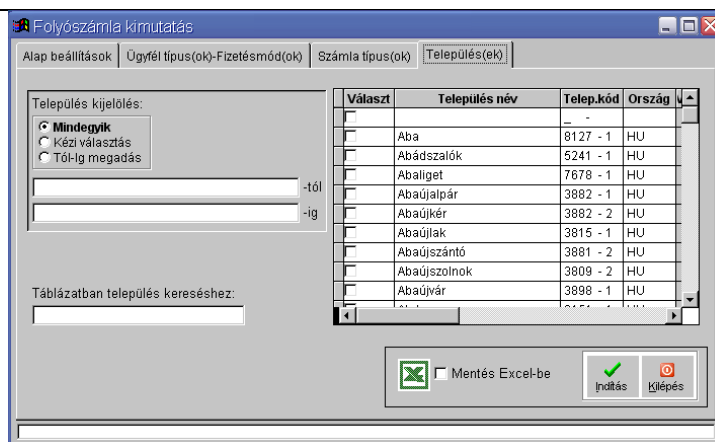 Folyószámla kimutatás
Alap beállítások Ügyfél típus(ok)-Fizetésmód(ok) Számla típus(ok) Település(ek)
Település kijelölés:
Mindegyik
Kézi választás
Tól-Ig megadás
-tól
-ig
Táblázatban település kereséshez:
Választ Település név Telep.kód Ország
_ -
Aba 8127 - 1 HU
Abádszalók 5241 - 1 HU
Abaliget 7678 - 1 HU
Abaújalpár 3882 - 1 HU
Abaújkér 3882 - 2 HU
Abaújlak 3815 - 1 HU
Abaújszántó 3881 - 2 HU
Abaújszolnok 3809 - 2 HU
Abaújvár 3898 - 1 HU
Mentés Excel-be
Indítás Kilépés